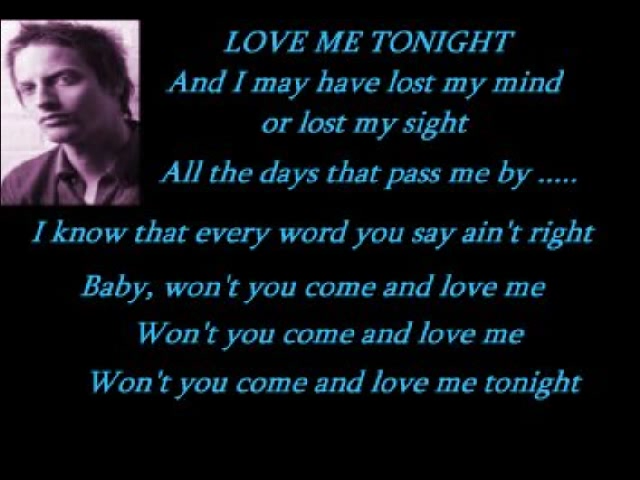 LOVE ME TONIGHT
And I may have lost my mind
or lost my sight
All the days that pass me by .....
I know that every word you say ain't right
Baby, won't you come and love me
Won't you come and love me
Won't you come and love me tonight